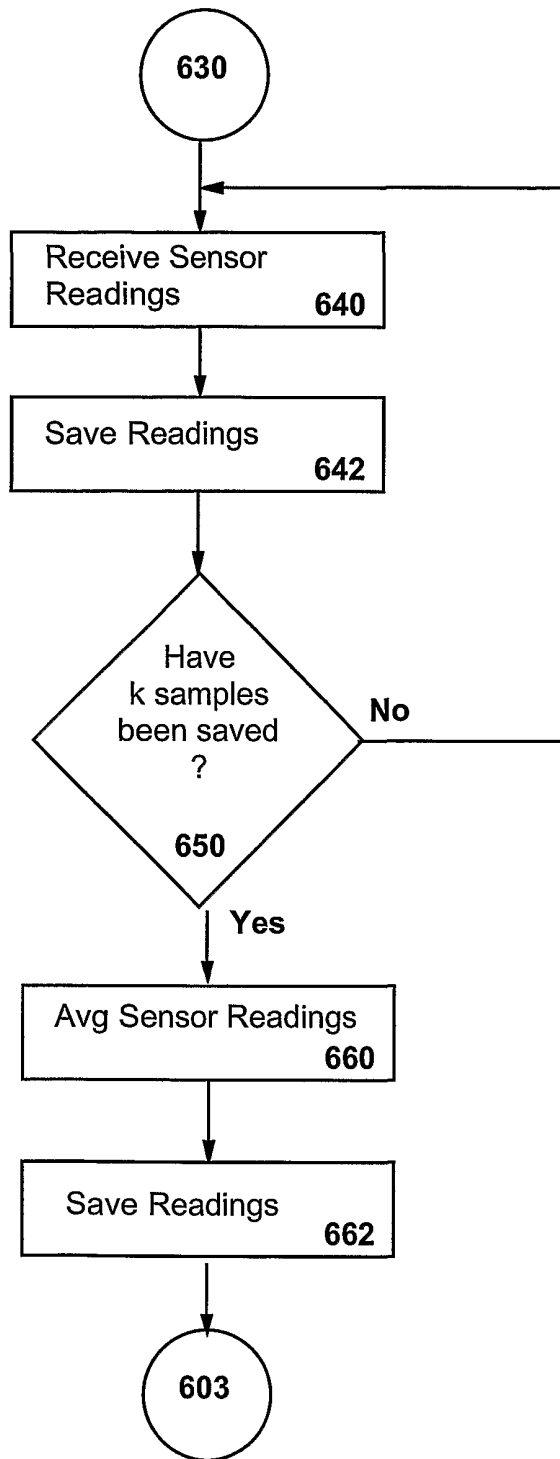 630
Receive Sensor
Readings
640
Save Readings
642
Have
k samples
been saved
?
650
No
Yes
Avg Sensor Readings
660
Save Readings
662
603